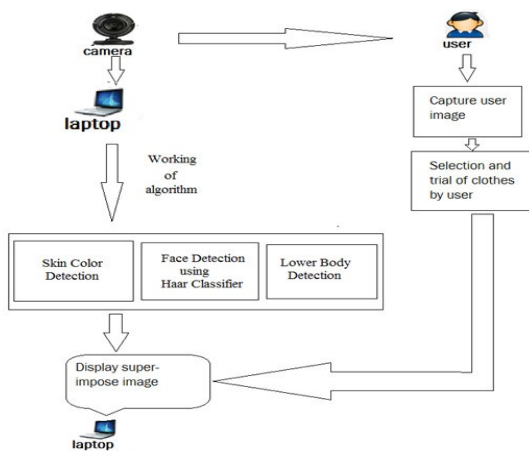 camera
user
laptop
Capture user
image
Selection and
trial of clothes
by user
Working
of
algorithm
Skin Color
Detection
Face Detection
using
Haar Classifier
Lower Body
Detection
Display super-
impose image
laptop